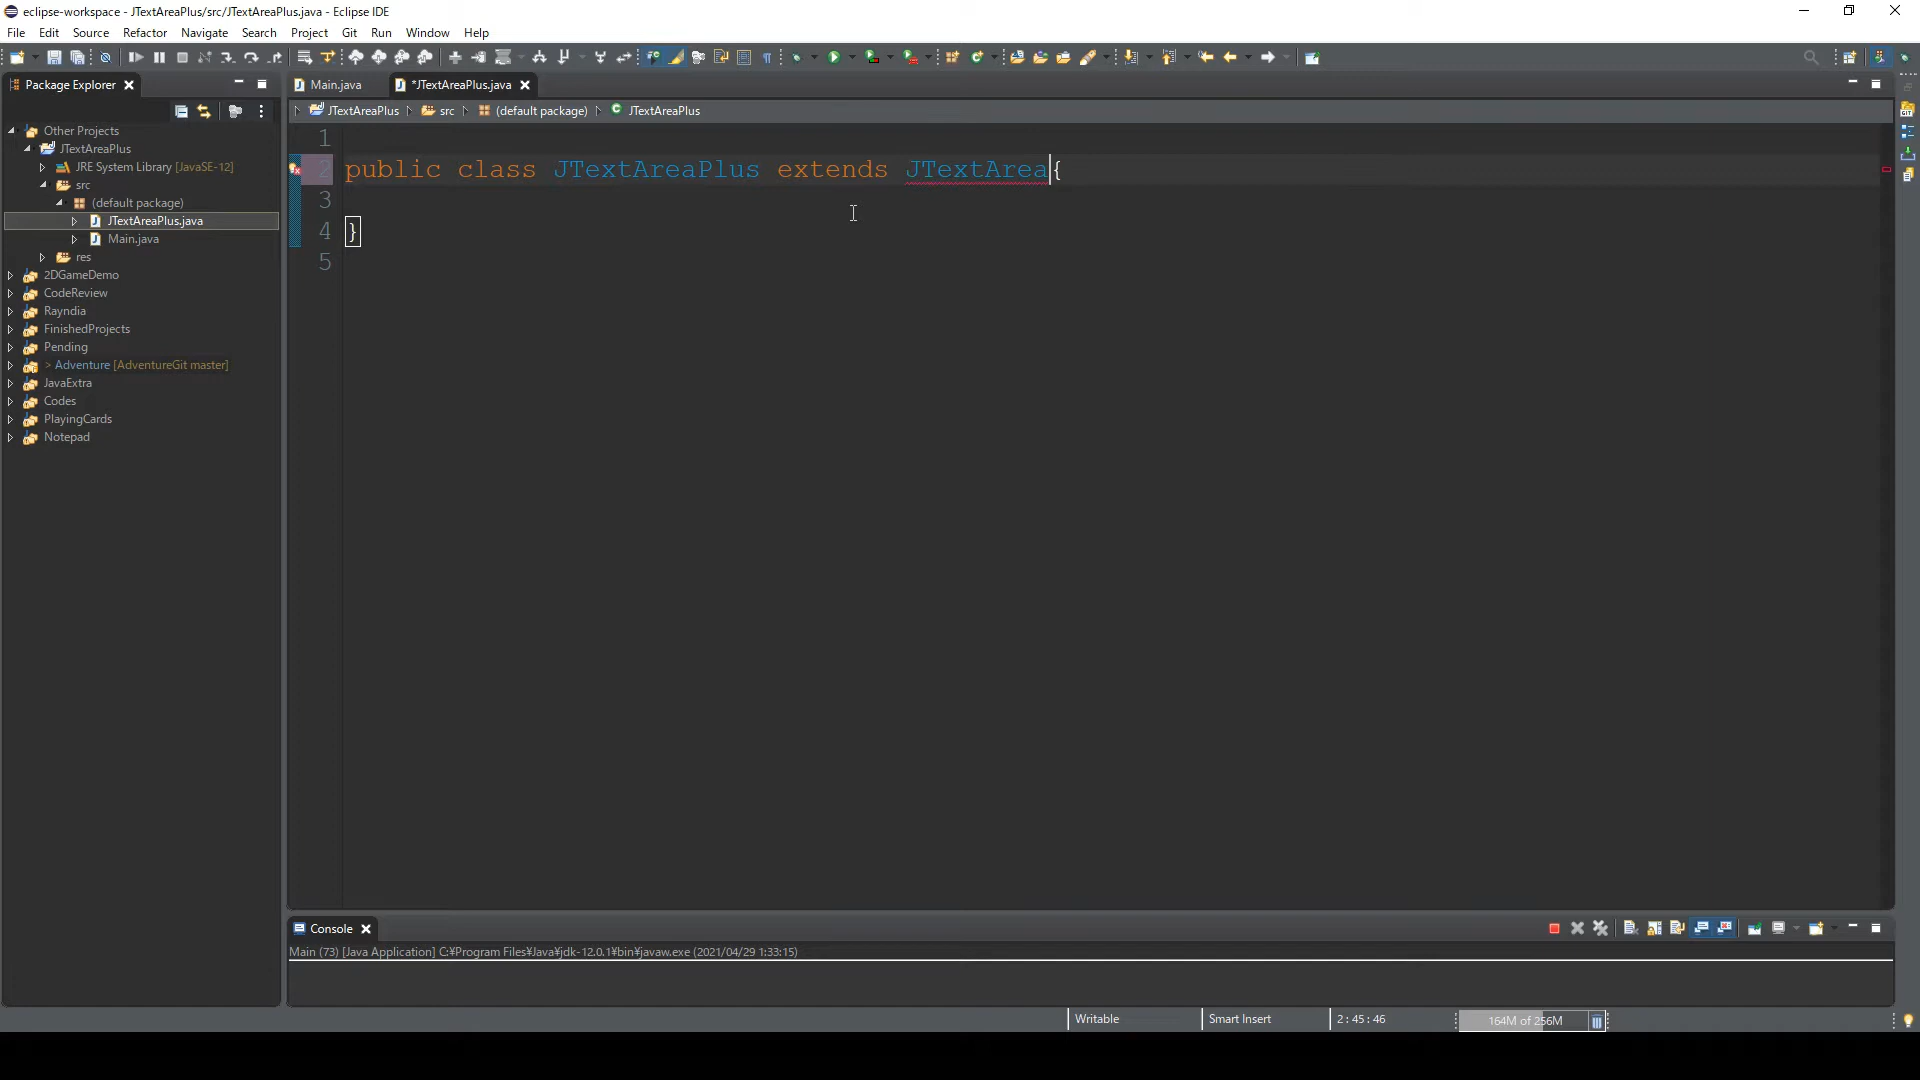 eclipse-workspace - JTextAreaPlus/src/JTextAreaPlus.java - Eclipse IDE
File Edit Source Refactor Navigate Search Project Git Run Window Help
Package Explorer
Main.java
*JTextAreaPlus.java
JTextAreaPlus
src
(default package)
JTextAreaPlus
Other Projects
JTextAreaPlus
JRE System Library [JavaSE-12]
src
(default package)
JTextAreaPlus.java
Main.java
res
2DGameDemo
CodeReview
Rayndia
FinishedProjects
Pending
> Adventure [AdventureGit master]
JavaExtra
Codes
PlayingCards
Notepad
1
2 public class JTextAreaPlus extends JTextArea{
3
4 }
5
Console
Main (73) [Java Application] C:¥Program Files¥Java¥jdk-12.0.1¥bin¥javaw.exe (2021/04/29 1:33:15)
Writable
Smart Insert
2 : 45 : 46
164M of 256M